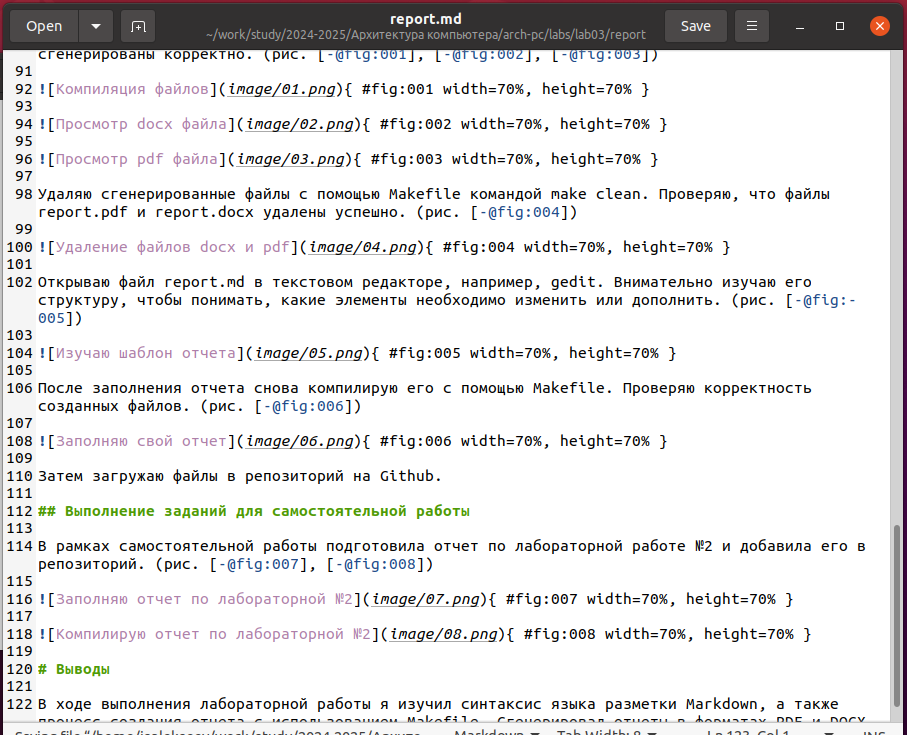 Open
report.md
~/work/study/2024-2025/Архитектура компьютера/arch-pc/labs/lab03/report
Save
сгенерированы корректно. (рис. [-@fig:001], [-@fig:002], [-@fig:003])
91
92 ![Компиляция файлов](image/01.png){ #fig:001 width=70%, height=70% }
93
94 ![Просмотр docx файла](image/02.png){ #fig:002 width=70%, height=70% }
95
96 ![Просмотр pdf файла](image/03.png){ #fig:003 width=70%, height=70% }
97
98 Удаляю сгенерированные файлы с помощью Makefile командой make clean. Проверяю, что файлы
report.pdf и report.docx удалены успешно. (рис. [-@fig:004])
99
100 ![Удаление файлов docx и pdf](image/04.png){ #fig:004 width=70%, height=70% }
101
102 Открываю файл report.md в текстовом редакторе, например, gedit. Внимательно изучаю его
структуру, чтобы понимать, какие элементы необходимо изменить или дополнить. (рис. [-@fig:-
005])
103
104 ![Изучаю шаблон отчета](image/05.png){ #fig:005 width=70%, height=70% }
105
106 После заполнения отчета снова компилирую его с помощью Makefile. Проверяю корректность
созданных файлов. (рис. [-@fig:006])
107
108 ![Заполняю свой отчет](image/06.png){ #fig:006 width=70%, height=70% }
109
110 Затем загружаю файлы в репозиторий на Github.
111
112 ## Выполнение заданий для самостоятельной работы
113
114 В рамках самостоятельной работы подготовила отчет по лабораторной работе №2 и добавила его в
репозиторий. (рис. [-@fig:007], [-@fig:008])
115
116 ![Заполняю отчет по лабораторной №2](image/07.png){ #fig:007 width=70%, height=70% }
117
118 ![Компилирую отчет по лабораторной №2](image/08.png){ #fig:008 width=70%, height=70% }
119
120 # Выводы
121
122 В ходе выполнения лабораторной работы я изучил синтаксис языка разметки Markdown, а также
процесс создания отчета с использованием Makefile. Сгенерировал отчеты в форматах PDF и DOCX
Saving file Markdown Tab Width: 8 Ln 123, Col 1 INS